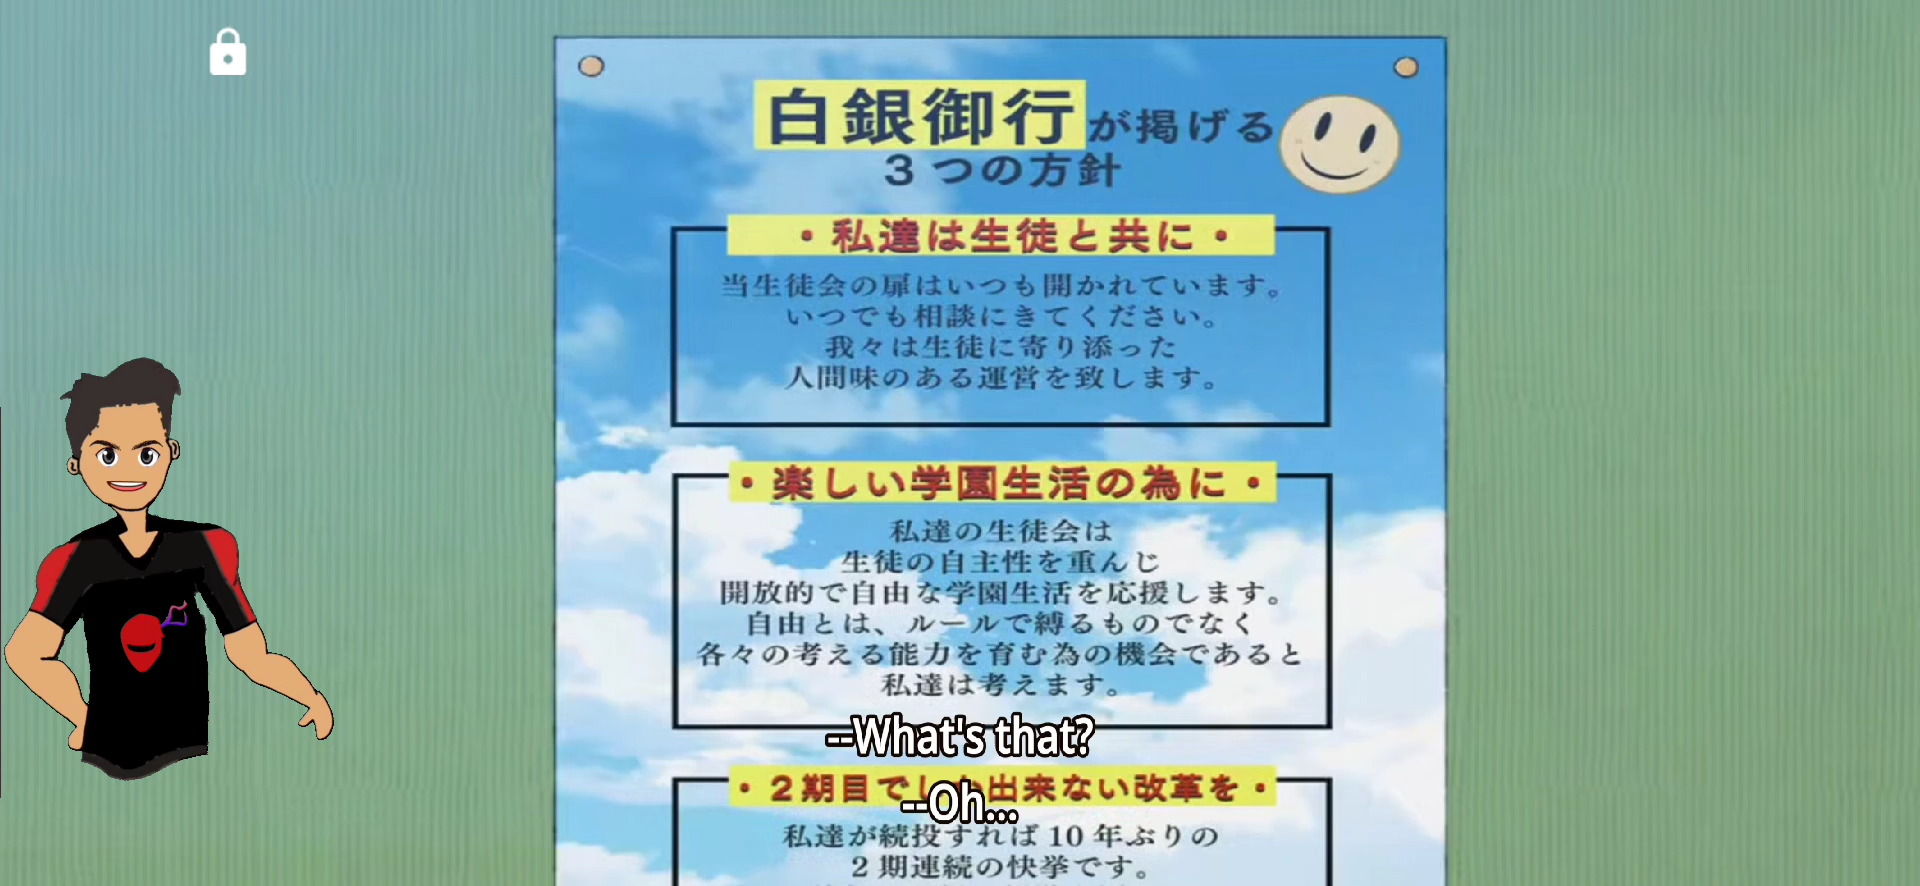 白銀御行が掲げる
3つの方針
・私達は生徒と共に・
当生徒会の扉はいつも開かれています。
いつでも相談にきてください。
我々は生徒に寄り添った
人間味のある運営を致します。
・楽しい学園生活の為に・
私達の生徒会は
生徒の自主性を重んじ
開放的で自由な学園生活を応援します。
自由とは、ルールで縛るものでなく
各々の考える能力を育む為の機会であると
私達は考えます。
--What's that?
・2期目でしか出来ない改革を・
--Oh...
私達が続投すれば10年ぶりの
2期連続の快挙です。